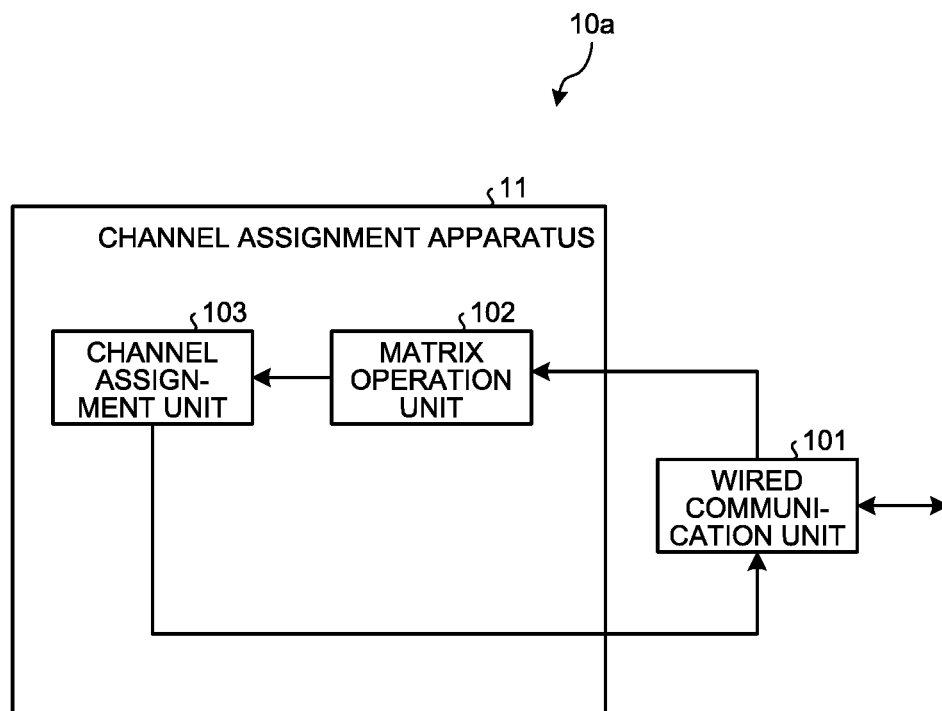 10a
11
CHANNEL ASSIGNMENT APPARATUS
103
CHANNEL
ASSIGN-
MENT UNIT
102
MATRIX
OPERATION
UNIT
101
WIRED
COMMUNI-
CATION UNIT